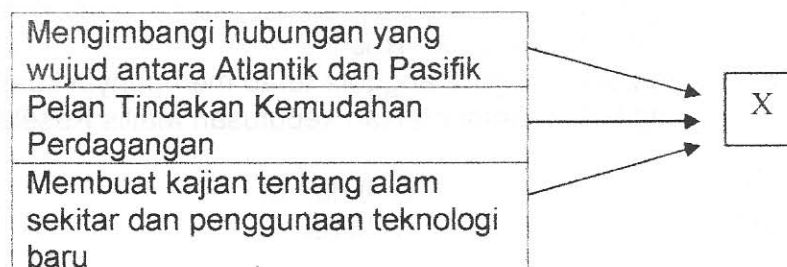 Mengimbangi hubungan yang
wujud antara Atlantik dan Pasifik
Pelan Tindakan Kemudahan
Perdagangan
Membuat kajian tentang alam
sekitar dan penggunaan teknologi
baru
X